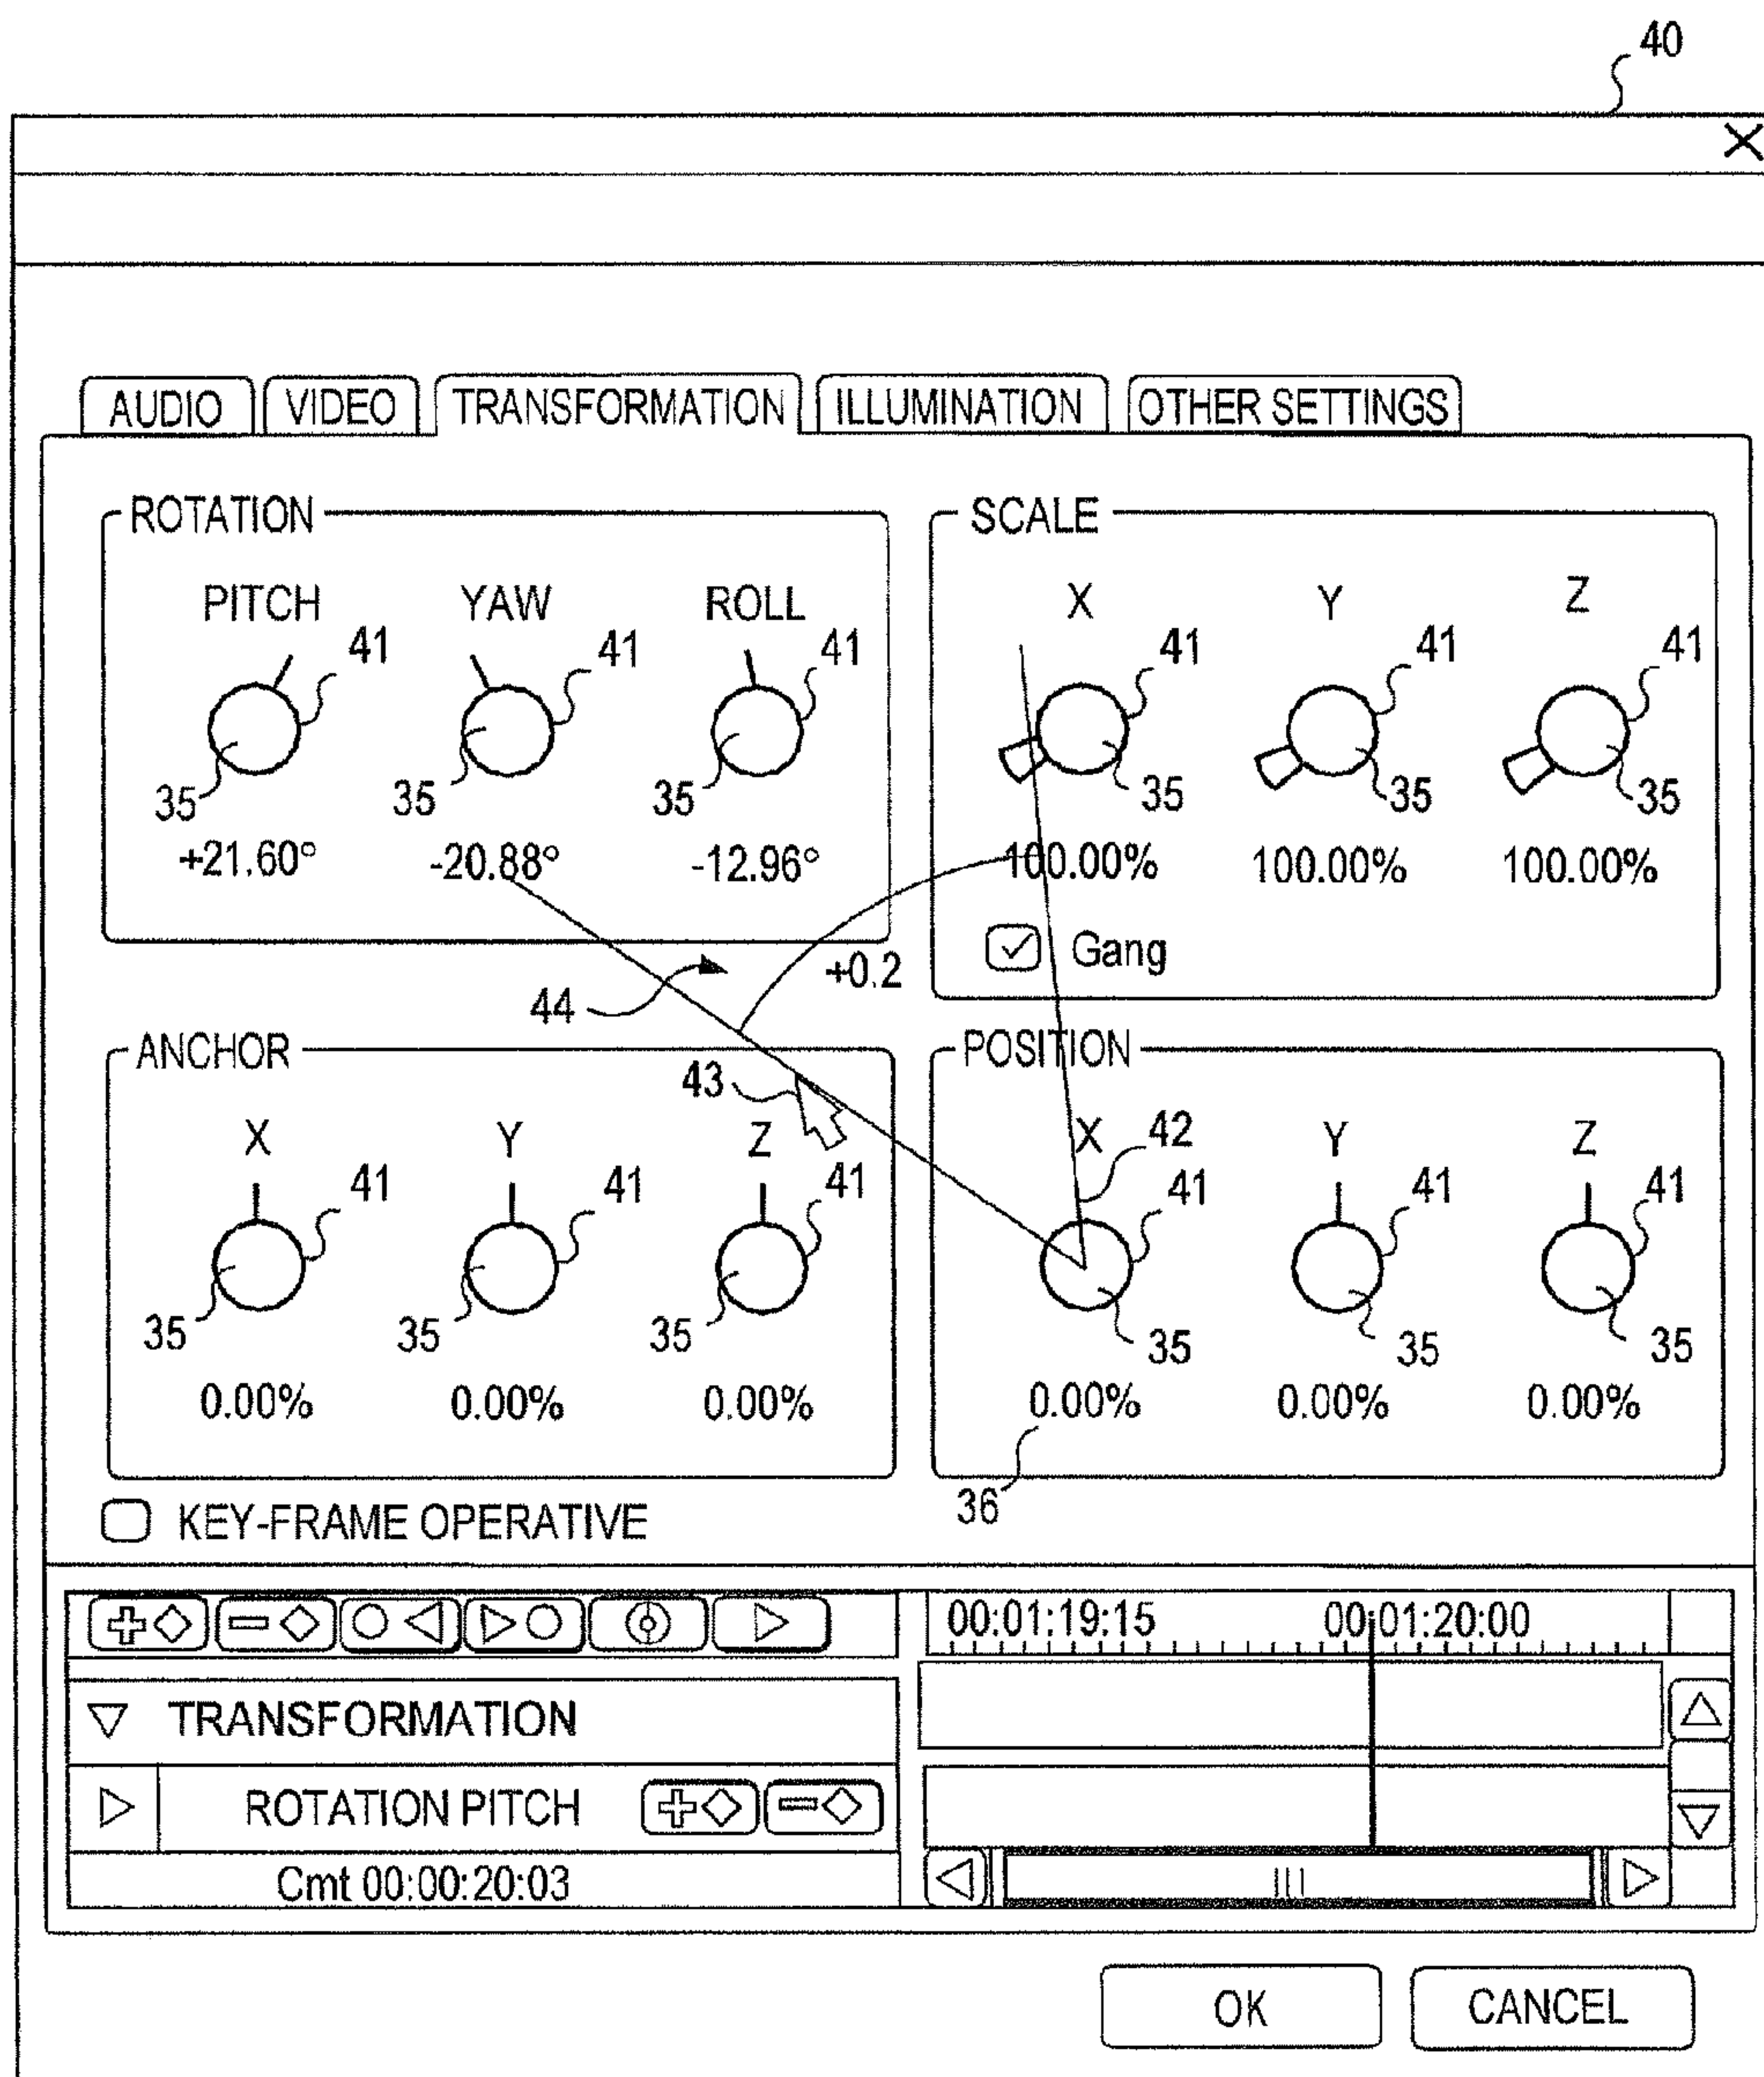 40
AUDIO VIDEO TRANSFORMATION ILLUMINATION OTHER SETTINGS
ROTATION
PITCH YAW ROLL
41 41 41
35 35 35
+21.60° -20.88° -12.96°
SCALE
X Y Z
41 41 41
35 35 35
100.00% 100.00% 100.00%
Gang
+0.2
44
43
ANCHOR
X Y Z
41 41 41
35 35 35
0.00% 0.00% 0.00%
POSITION
X 42 Y Z
41 41 41
35 35 35
0.00% 0.00% 0.00%
36
KEY-FRAME OPERATIVE
00:01:19:15 00:01:20:00
TRANSFORMATION
ROTATION PITCH
Cmt 00:00:20:03
OK CANCEL